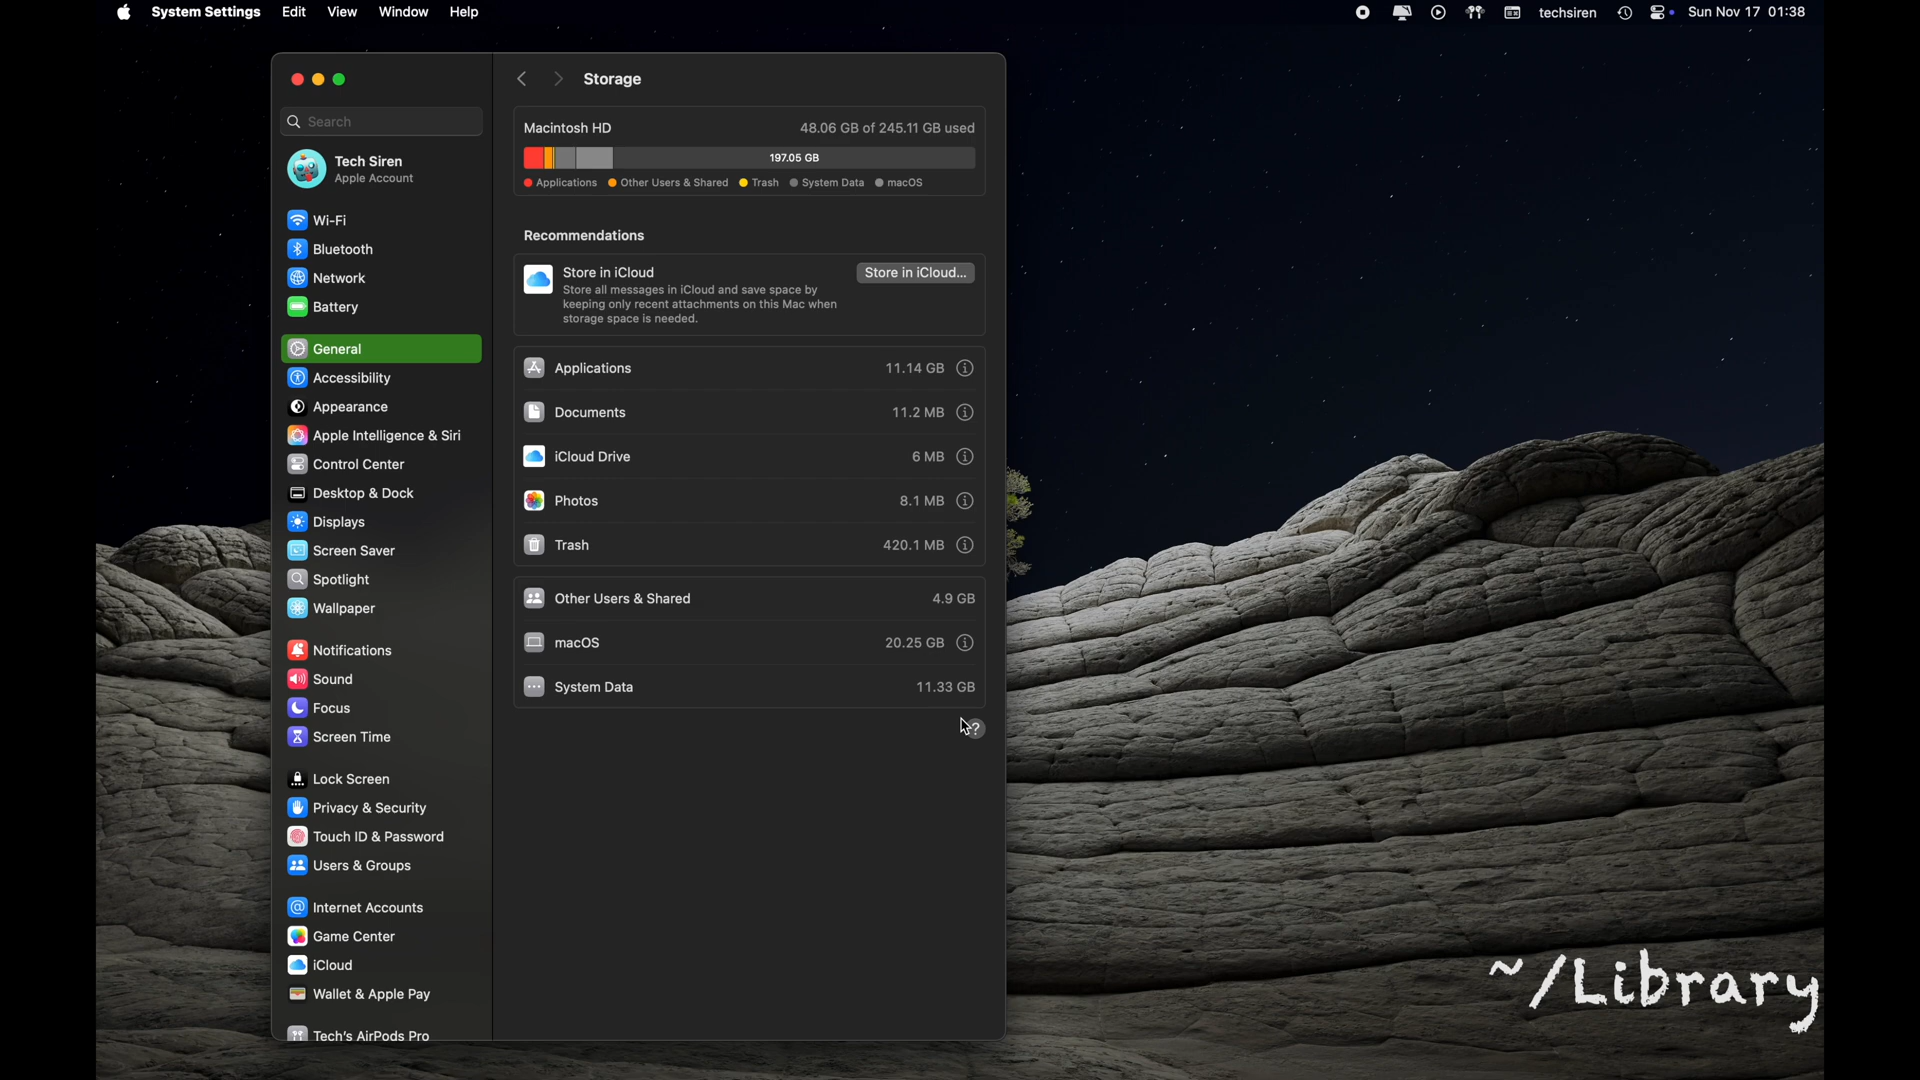 System Settings Edit View Window Help
techsiren Sun Nov 17 01:38
Search
Tech Siren
Apple Account
Wi-Fi
Bluetooth
Network
Battery
General
Accessibility
Appearance
Apple Intelligence & Siri
Control Center
Desktop & Dock
Displays
Screen Saver
Spotlight
Wallpaper
Notifications
Sound
Focus
Screen Time
Lock Screen
Privacy & Security
Touch ID & Password
Users & Groups
Internet Accounts
Game Center
iCloud
Wallet & Apple Pay
Tech's AirPods Pro
Storage
Macintosh HD 48.06 GB of 245.11 GB used
197.05 GB
Applications Other Users & Shared Trash System Data macOS
Recommendations
Store in iCloud Store in iCloud...
Store all messages in iCloud and save space by
keeping only recent attachments on this Mac when
storage space is needed.
Applications 11.14 GB
Documents 11.2 MB
iCloud Drive 6 MB
Photos 8.1 MB
Trash 420.1 MB
Other Users & Shared 4.9 GB
macOS 20.25 GB
System Data 11.33 GB
?
~/Library